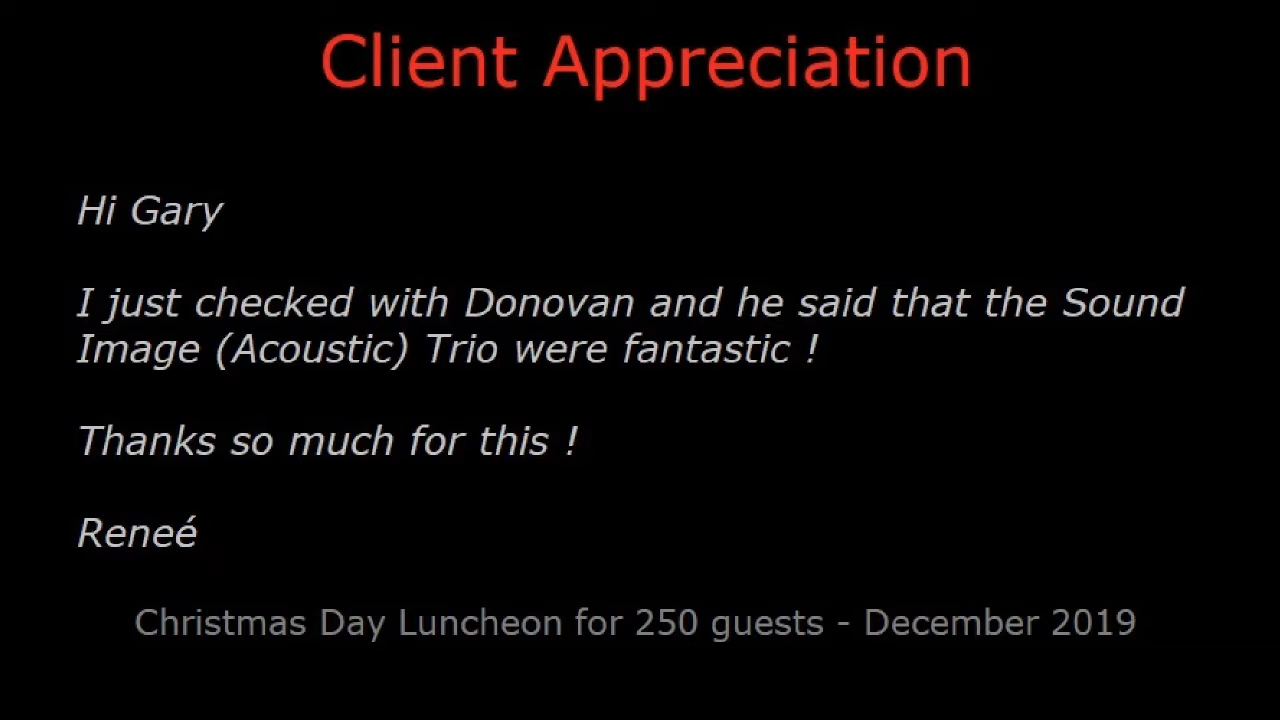 Client Appreciation
Hi Gary
I just checked with Donovan and he said that the Sound
Image (Acoustic) Trio were fantastic !
Thanks so much for this !
Reneé
Christmas Day Luncheon for 250 guests - December 2019